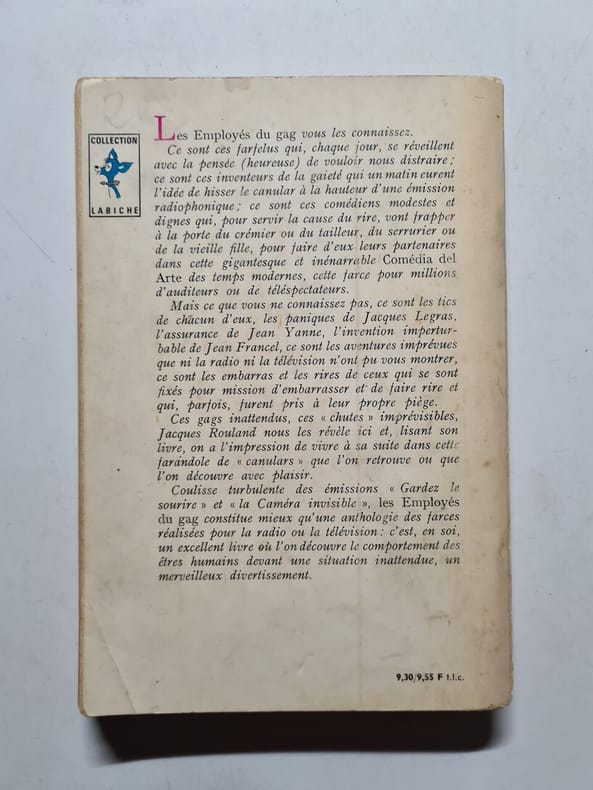 2
COLLECTION
LABICHE
Les Employés du gag vous les connaissez.
Ce sont ces farfelus qui, chaque jour, se réveillent
avec la pensée (heureuse) de vouloir nous distraire ;
ce sont ces inventeurs de la gaieté qui un matin eurent
l'idée de hisser le canular à la hauteur d'une émission
radiophonique ; ce sont ces comédiens modestes et
dignes qui, pour servir la cause du rire, vont frapper
à la porte du crémier ou du tailleur, du serrurier ou
de la vieille fille, pour faire d'eux leurs partenaires
dans cette gigantesque et inénarrable Comédia del
Arte des temps modernes, cette farce pour millions
d'auditeurs ou de téléspectateurs.
Mais ce que vous ne connaissez pas, ce sont les tics
de chacun d'eux, les paniques de Jacques Legras,
l'assurance de Jean Yanne, l'invention impertur-
bable de Jean Francel, ce sont les aventures imprévues
que ni la radio ni la télévision n'ont pu vous montrer,
ce sont les embarras et les rires de ceux qui se sont
fixés pour mission d'embarrasser et de faire rire et
qui, parfois, furent pris à leur propre piège.
Ces gags inattendus, ces « chutes » imprévisibles,
Jacques Rouland nous les révèle ici et, lisant son
livre, on a l'impression de vivre à sa suite dans cette
farandole de « canulars » que l'on retrouve ou que
l'on découvre avec plaisir.
Coulisse turbulente des émissions « Gardez le
sourire » et « la Caméra invisible », les Employés
du gag constitue mieux qu'une anthologie des farces
réalisées pour la radio ou la télévision : c'est, en soi,
un excellent livre où l'on découvre le comportement des
êtres humains devant une situation inattendue, un
merveilleux divertissement.
9,30/9,55 F t.l.c.